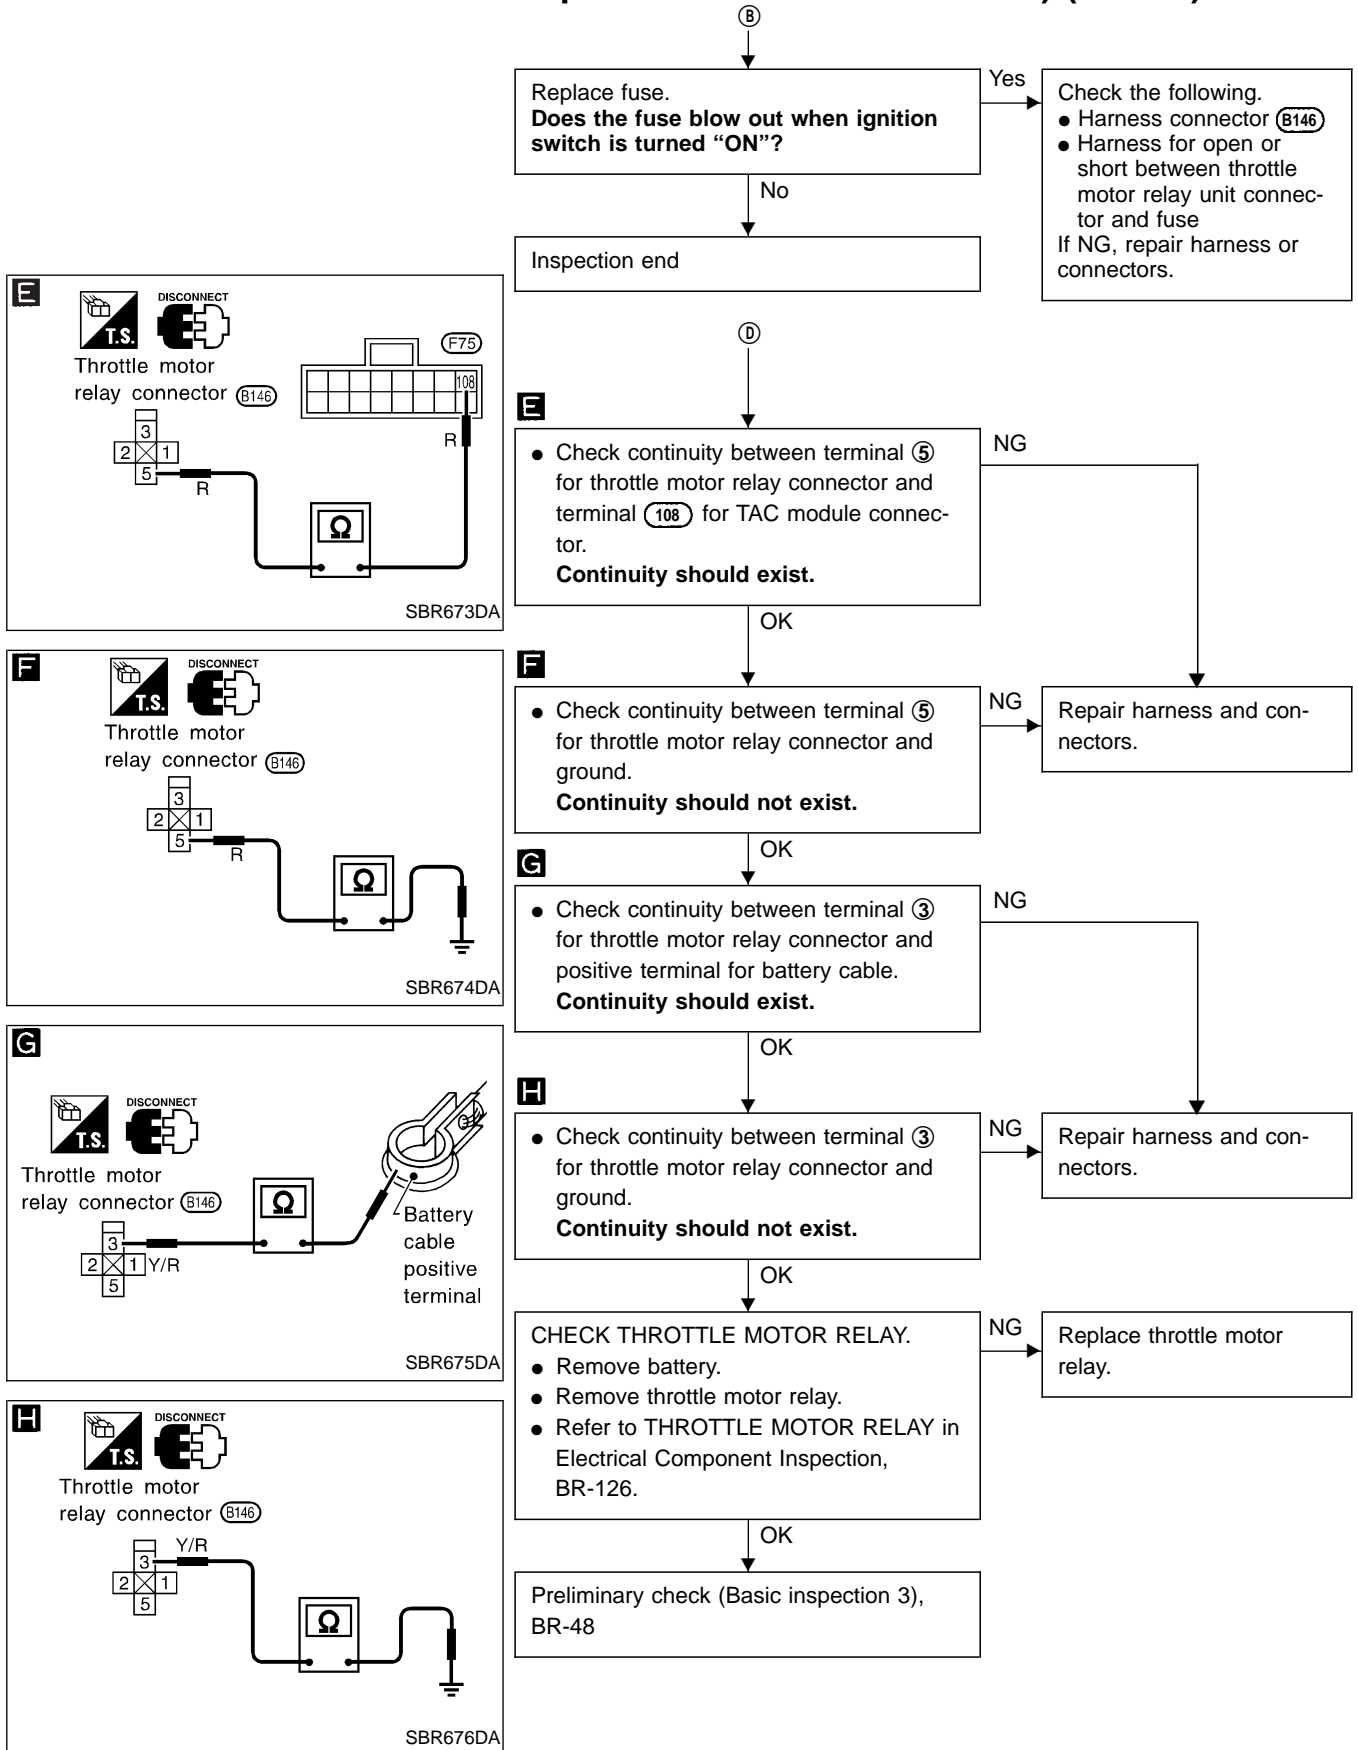 B
Replace fuse.
Does the fuse blow out when ignition
switch is turned “ON”?
Yes
Check the following.
● Harness connector B146
● Harness for open or
short between throttle
motor relay unit connec-
tor and fuse
If NG, repair harness or
connectors.
No
Inspection end
D
E
● Check continuity between terminal 5
for throttle motor relay connector and
terminal 108 for TAC module connec-
tor.
Continuity should exist.
NG
OK
F
● Check continuity between terminal 5
for throttle motor relay connector and
ground.
Continuity should not exist.
NG
Repair harness and con-
nectors.
OK
G
● Check continuity between terminal 3
for throttle motor relay connector and
positive terminal for battery cable.
Continuity should exist.
NG
OK
H
● Check continuity between terminal 3
for throttle motor relay connector and
ground.
Continuity should not exist.
NG
Repair harness and con-
nectors.
OK
CHECK THROTTLE MOTOR RELAY.
● Remove battery.
● Remove throttle motor relay.
● Refer to THROTTLE MOTOR RELAY in
Electrical Component Inspection,
BR-126.
NG
Replace throttle motor
relay.
OK
Preliminary check (Basic inspection 3),
BR-48
E
T.S.
DISCONNECT
Throttle motor
relay connector B146
F75
108
3
2 1
5
R
R
Ω
SBR673DA
F
T.S.
DISCONNECT
Throttle motor
relay connector B146
3
2 1
5
R
Ω
SBR674DA
G
T.S.
DISCONNECT
Throttle motor
relay connector B146
3
2 1 Y/R
5
Ω
Battery
cable
positive
terminal
SBR675DA
H
T.S.
DISCONNECT
Throttle motor
relay connector B146
3
Y/R
2 1
5
Ω
SBR676DA